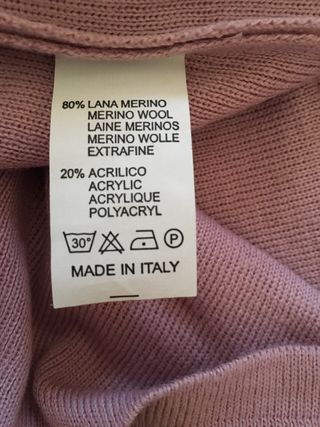 80% LANA MERINO
MERINO WOOL
LAINE MERINOS
MERINO WOLLE
EXTRAFINE
20% ACRILICO
ACRYLIC
ACRYLIQUE
POLYACRYL
30° P
MADE IN ITALY